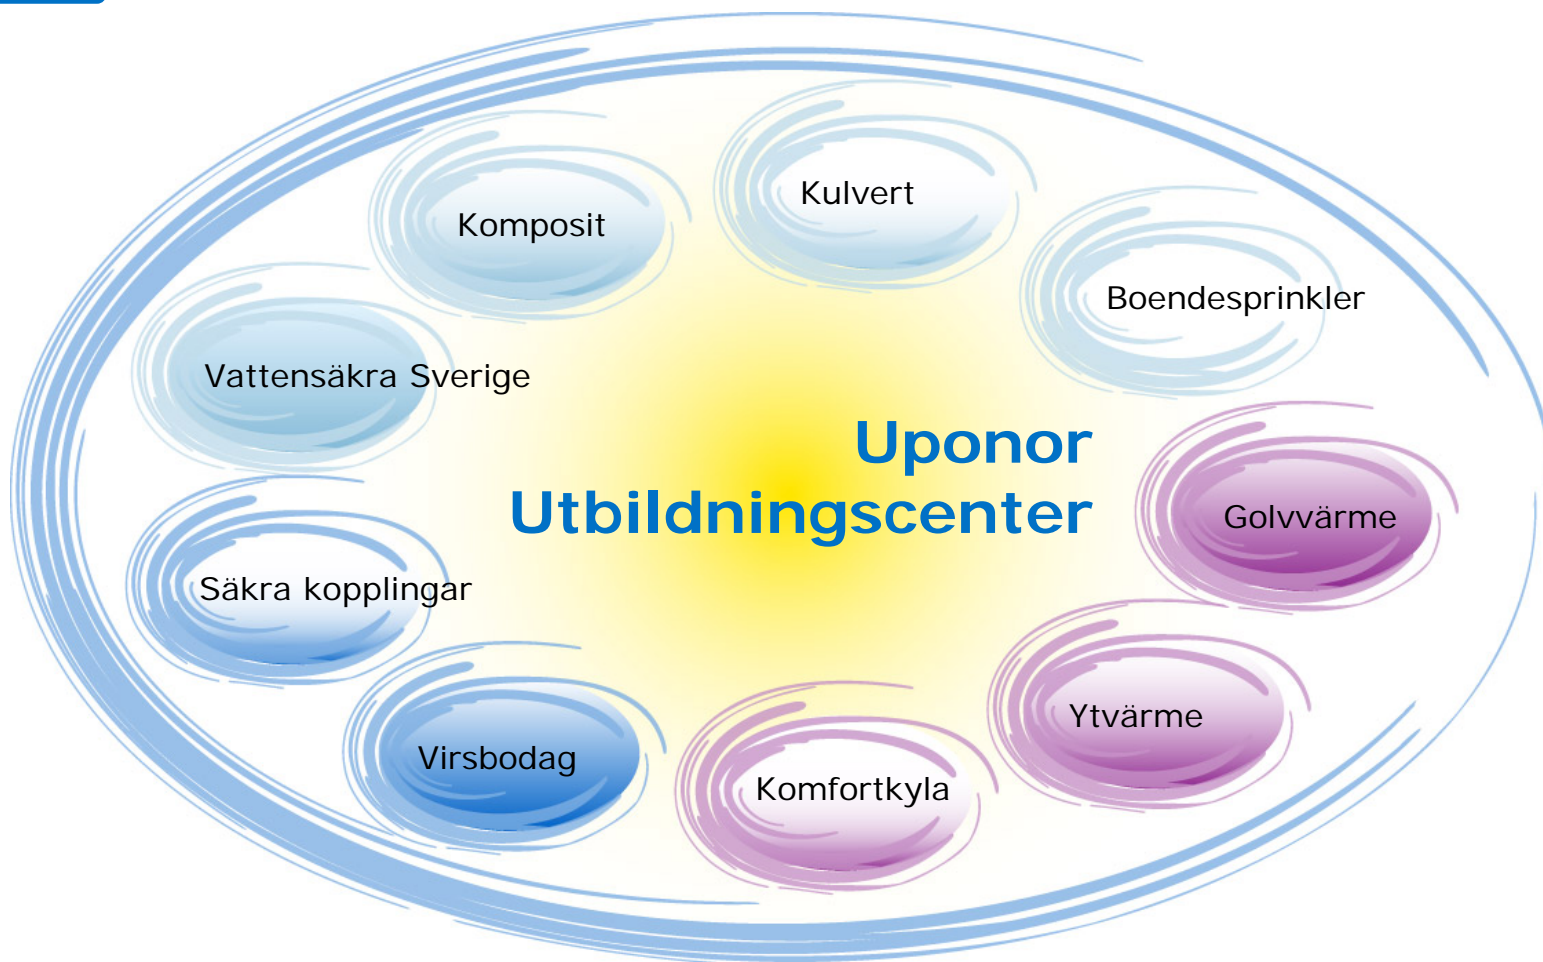 Kulvert
Komposit
Boendesprinkler
Vattensäkra Sverige
Uponor
Utbildningscenter
Golvvärme
Säkra kopplingar
Ytvärme
Virsbodag
Komfortkyla